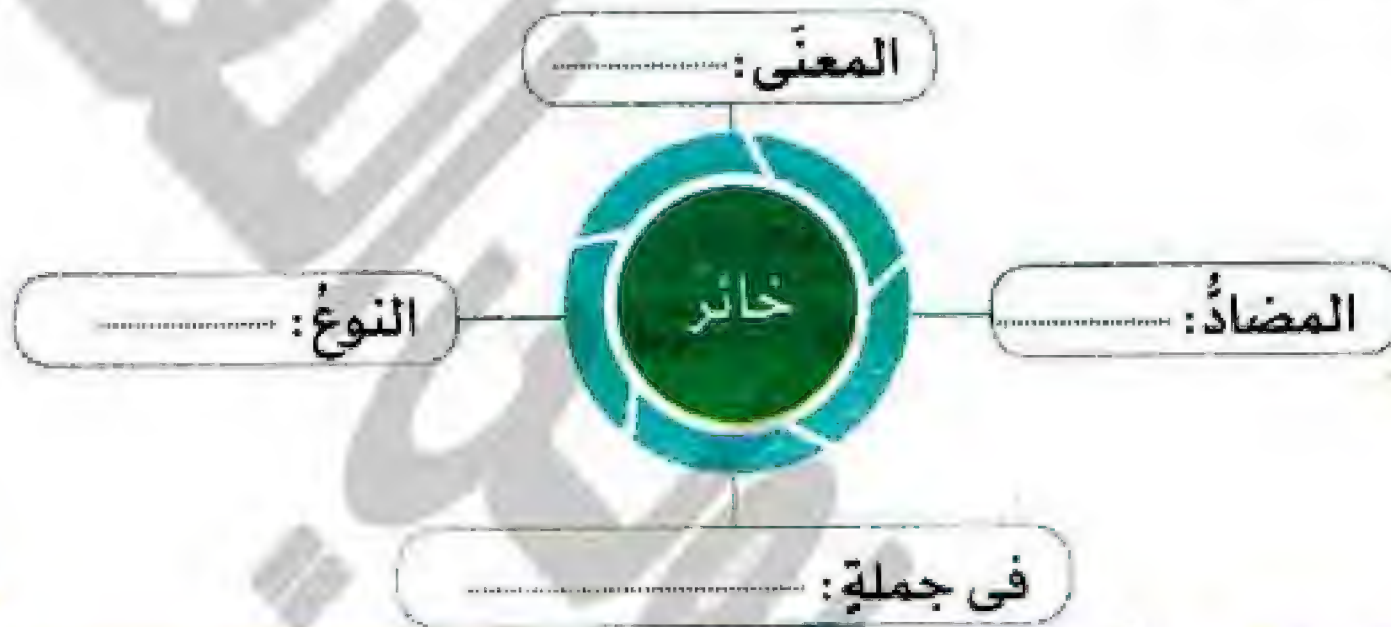 المعنَى: ....................
خائر
المضادُّ: ....................
النوعُ: ....................
فى جملةٍ: ....................